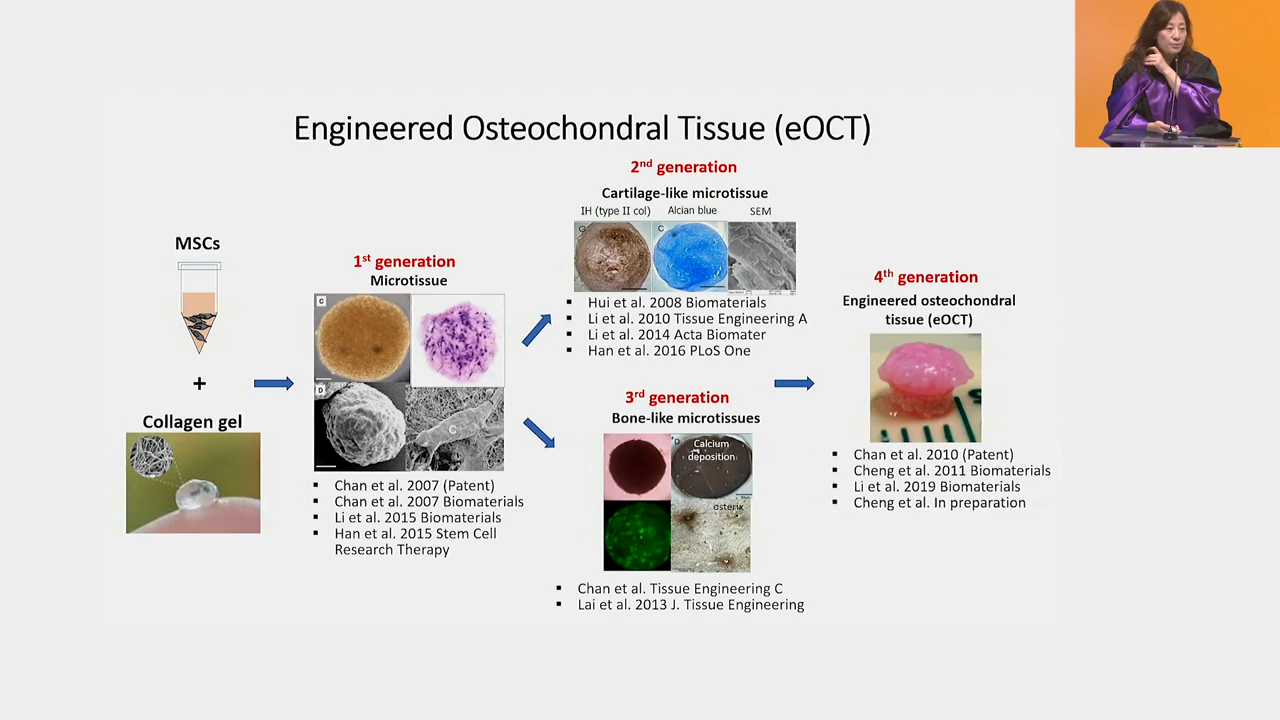 Engineered Osteochondral Tissue (eOCT)
MSCs
+
Collagen gel
1st generation
Microtissue
C
D
C
▪ Chan et al. 2007 (Patent)
▪ Chan et al. 2007 Biomaterials
▪ Li et al. 2015 Biomaterials
▪ Han et al. 2015 Stem Cell
Research Therapy
2nd generation
Cartilage-like microtissue
IH (type II col) Alcian blue SEM
G C
▪ Hui et al. 2008 Biomaterials
▪ Li et al. 2010 Tissue Engineering A
▪ Li et al. 2014 Acta Biomater
▪ Han et al. 2016 PLoS One
3rd generation
Bone-like microtissues
D
Calcium
deposition
osterix
▪ Chan et al. Tissue Engineering C
▪ Lai et al. 2013 J. Tissue Engineering
4th generation
Engineered osteochondral
tissue (eOCT)
▪ Chan et al. 2010 (Patent)
▪ Cheng et al. 2011 Biomaterials
▪ Li et al. 2019 Biomaterials
▪ Cheng et al. In preparation